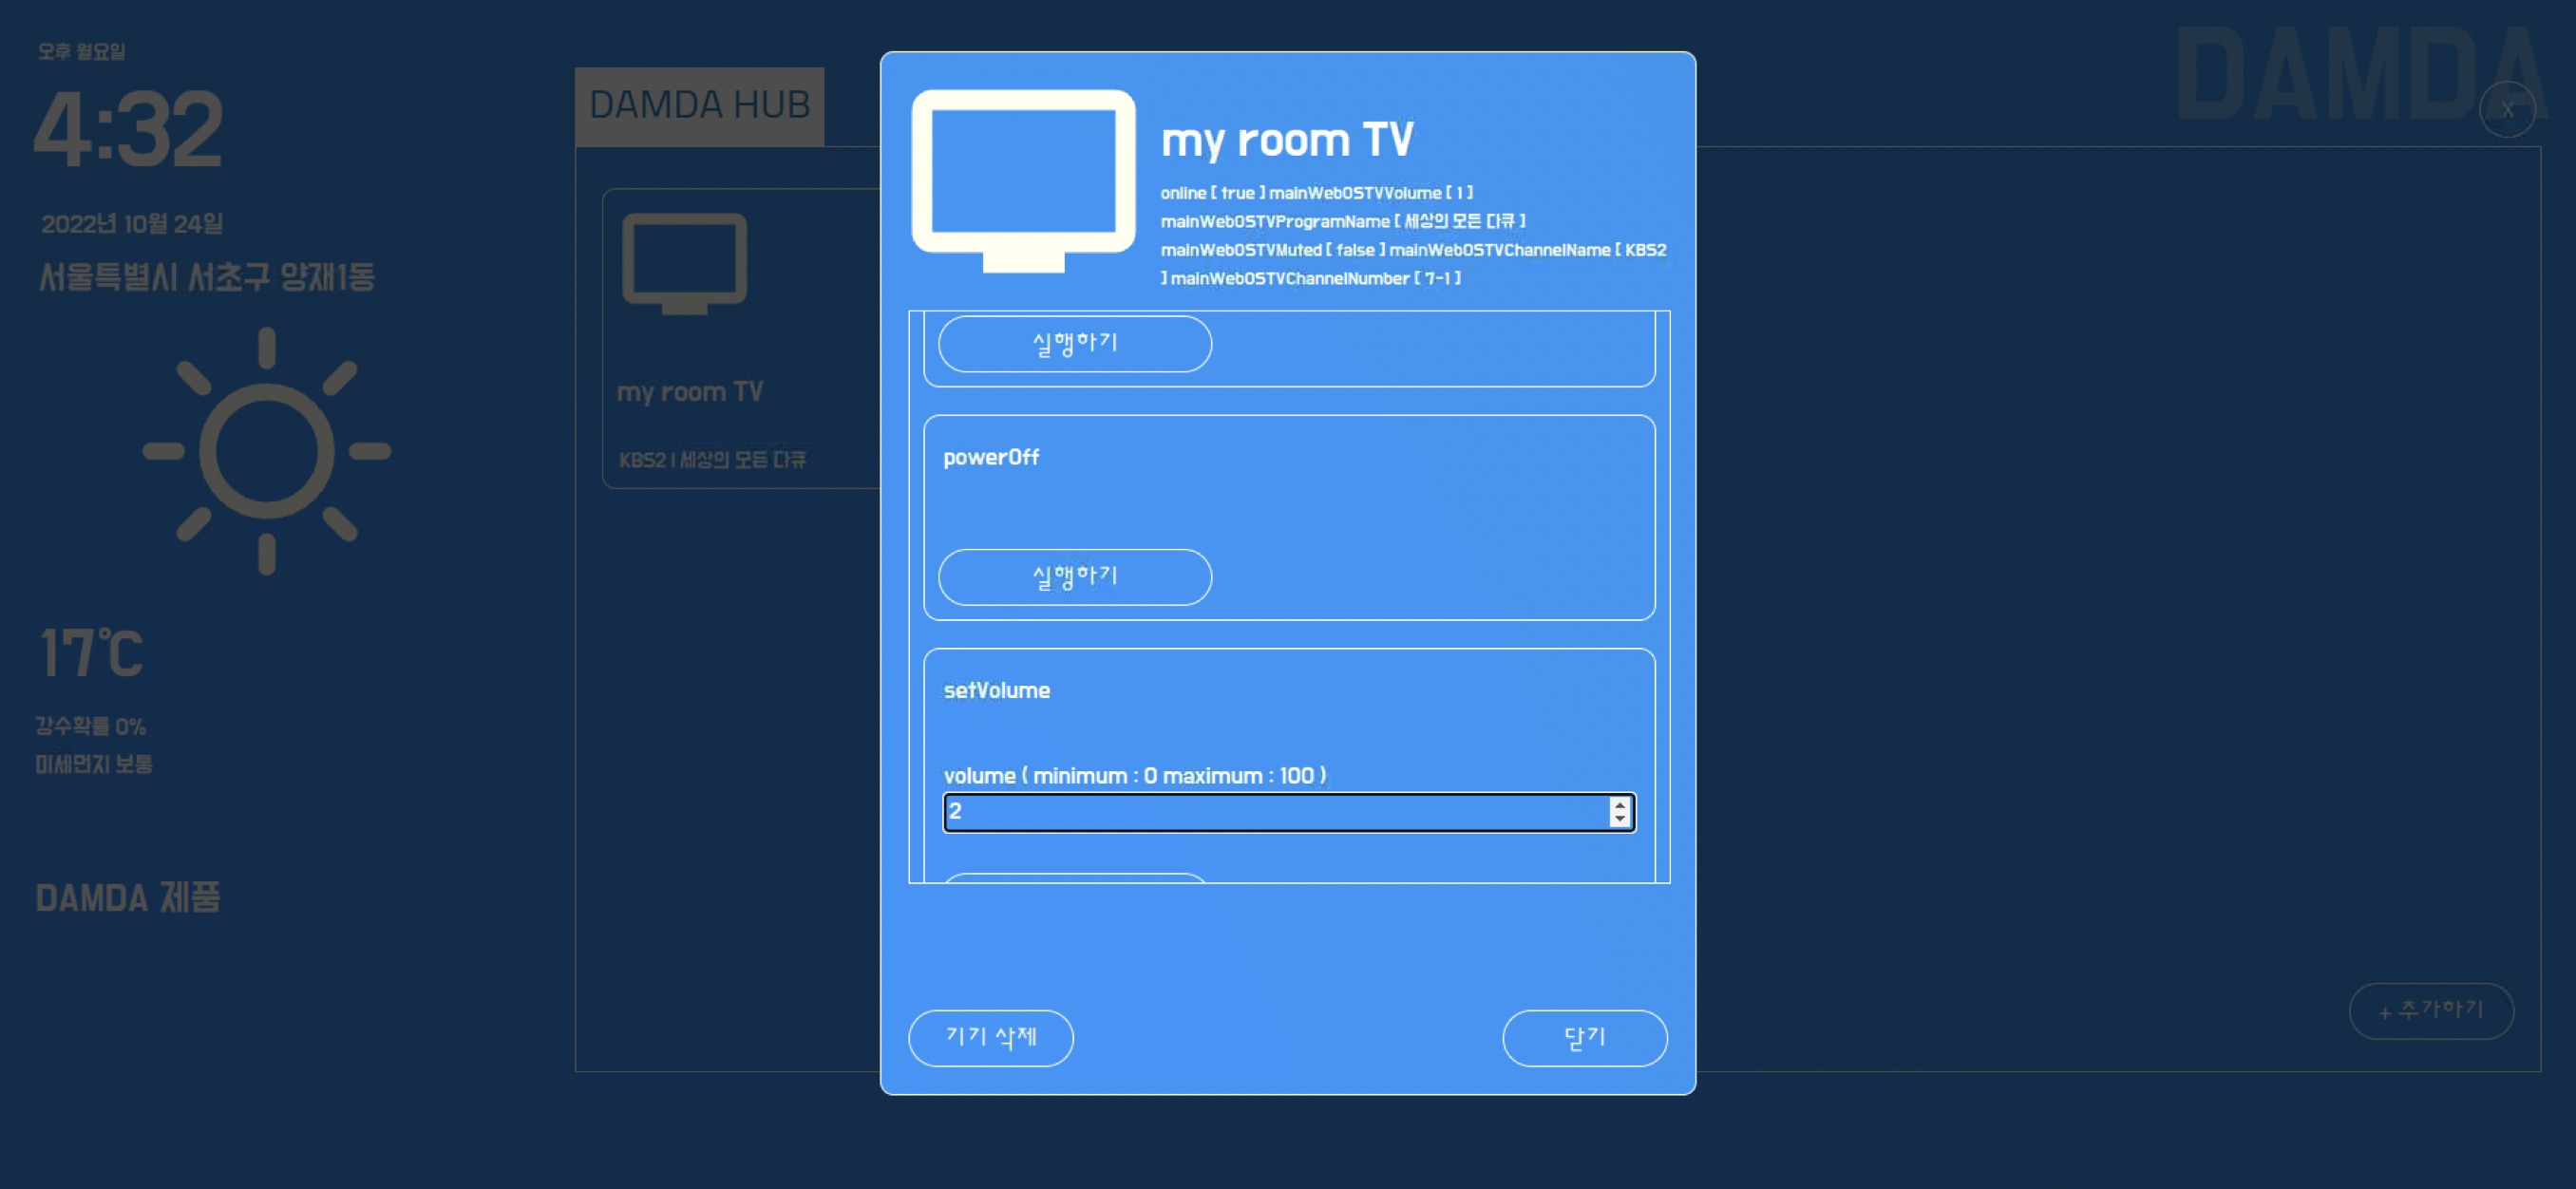 오후 월요일
4:32
2022년 10월 24일
서울특별시 서초구 양재1동
17℃
강수확률 0%
미세먼지 보통
DAMDA 제품
DAMDA HUB
my room TV
KBS2 | 세상의 모든 다큐
my room TV
online [ true ] mainWebOSTVVolume [ 1 ]
mainWebOSTVProgramName [ 세상의 모든 다큐 ]
mainWebOSTVMuted [ false ] mainWebOSTVChannelName [ KBS2
] mainWebOSTVChannelNumber [ 7-1 ]
실행하기
powerOff
실행하기
setVolume
volume ( minimum : 0 maximum : 100 )
2
기기 삭제
닫기
DAMDA
X
+ 추가하기